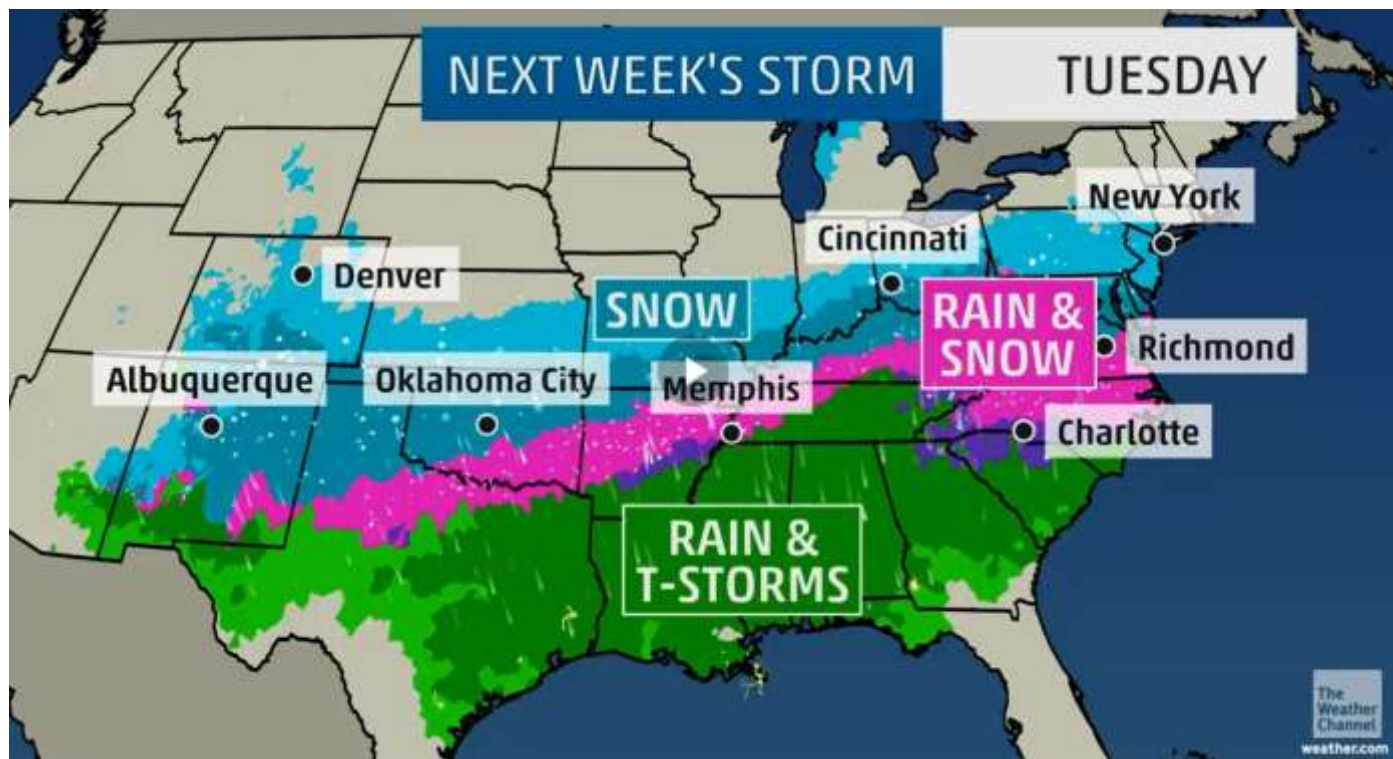 NEXT WEEK'S STORM
TUESDAY
New York
Cincinnati
Denver
SNOW
RAIN &
SNOW
Richmond
Albuquerque
Oklahoma City
Memphis
Charlotte
RAIN &
T-STORMS
The
Weather
Channel
weather.com